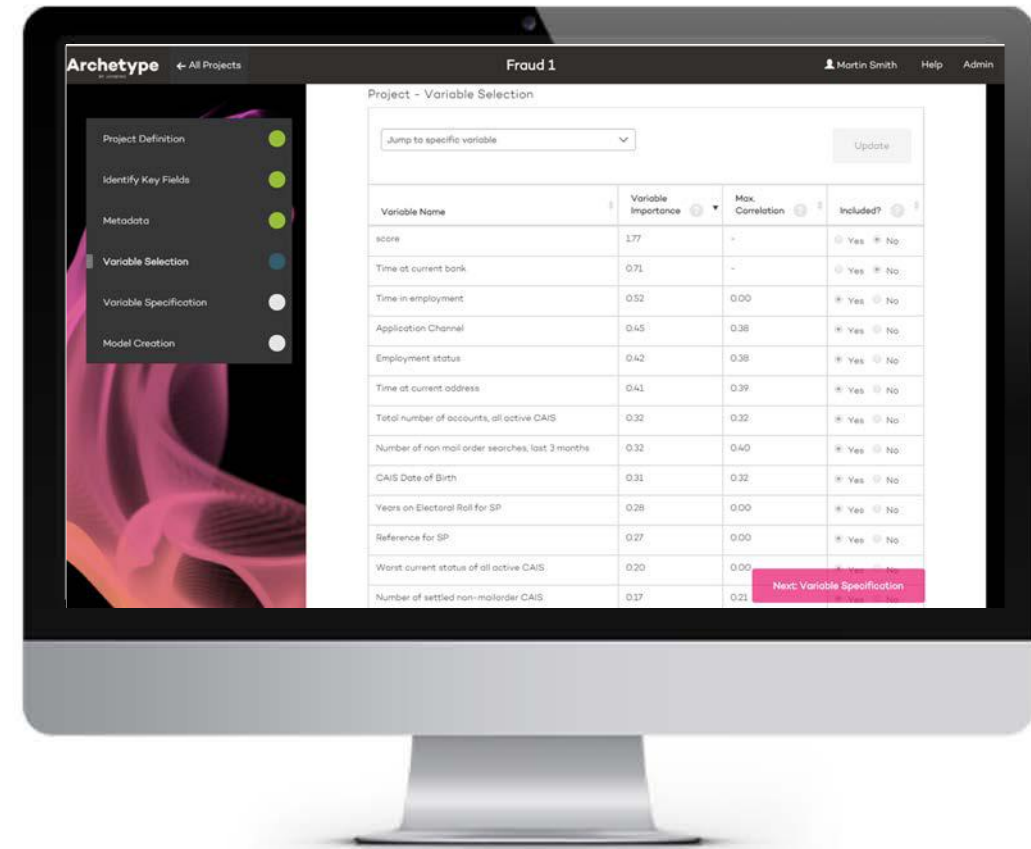 Archetype
← All Projects
Fraud 1
Martin Smith
Help
Admin
Project Definition
Identify Key Fields
Metadata
Variable Selection
Variable Specification
Model Creation
Project - Variable Selection
Jump to specific variable
Update
Variable Name Variable Importance ? Max. Correlation ? Included? ?
score 1.77 - Yes No
Time at current bank 0.71 - Yes No
Time in employment 0.52 0.00 Yes No
Application Channel 0.45 0.38 Yes No
Employment status 0.42 0.38 Yes No
Time at current address 0.41 0.39 Yes No
Total number of accounts, all active CAIS 0.32 0.32 Yes No
Number of non mail order searches, last 3 months 0.32 0.40 Yes No
CAIS Date of Birth 0.31 0.32 Yes No
Years on Electoral Roll for SP 0.28 0.00 Yes No
Reference for SP 0.27 0.00 Yes No
Worst current status of all active CAIS 0.20 0.00 Yes No
Number of settled non-mailorder CAIS 0.17 0.21 Yes No
Next: Variable Specification